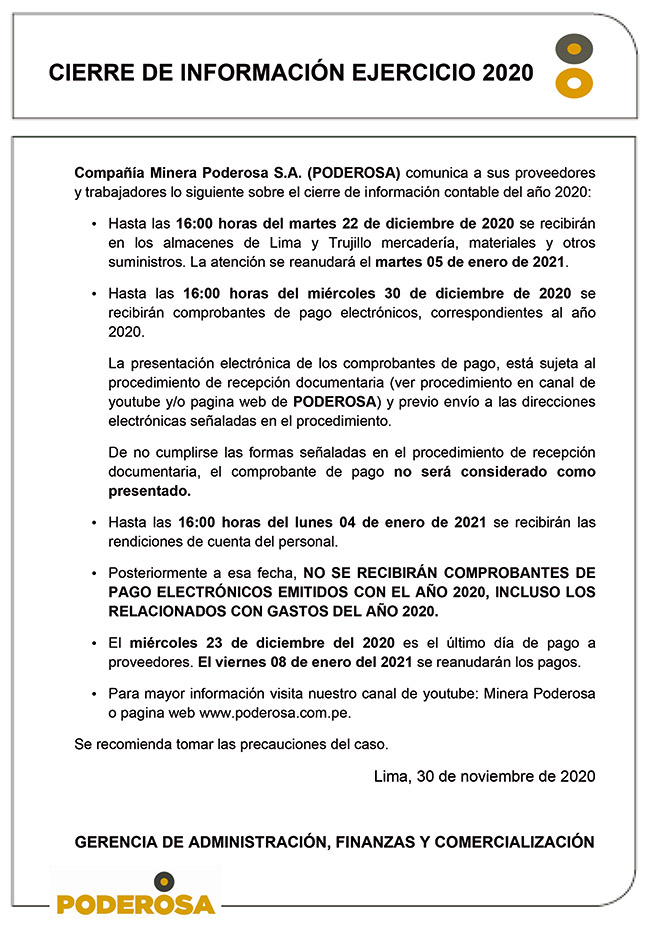 CIERRE DE INFORMACIÓN EJERCICIO 2020
Compañía Minera Poderosa S.A. (PODEROSA) comunica a sus proveedores
y trabajadores lo siguiente sobre el cierre de información contable del año 2020:
• Hasta las 16:00 horas del martes 22 de diciembre de 2020 se recibirán
en los almacenes de Lima y Trujillo mercadería, materiales y otros
suministros. La atención se reanudará el martes 05 de enero de 2021.
• Hasta las 16:00 horas del miércoles 30 de diciembre de 2020 se
recibirán comprobantes de pago electrónicos, correspondientes al año
2020.
La presentación electrónica de los comprobantes de pago, está sujeta al
procedimiento de recepción documentaria (ver procedimiento en canal de
youtube y/o pagina web de PODEROSA) y previo envío a las direcciones
electrónicas señaladas en el procedimiento.
De no cumplirse las formas señaladas en el procedimiento de recepción
documentaria, el comprobante de pago no será considerado como
presentado.
• Hasta las 16:00 horas del lunes 04 de enero de 2021 se recibirán las
rendiciones de cuenta del personal.
• Posteriormente a esa fecha, NO SE RECIBIRÁN COMPROBANTES DE
PAGO ELECTRÓNICOS EMITIDOS CON EL AÑO 2020, INCLUSO LOS
RELACIONADOS CON GASTOS DEL AÑO 2020.
• El miércoles 23 de diciembre del 2020 es el último día de pago a
proveedores. El viernes 08 de enero del 2021 se reanudarán los pagos.
• Para mayor información visita nuestro canal de youtube: Minera Poderosa
o pagina web www.poderosa.com.pe.
Se recomienda tomar las precauciones del caso.
Lima, 30 de noviembre de 2020
GERENCIA DE ADMINISTRACIÓN, FINANZAS Y COMERCIALIZACIÓN
PODEROSA